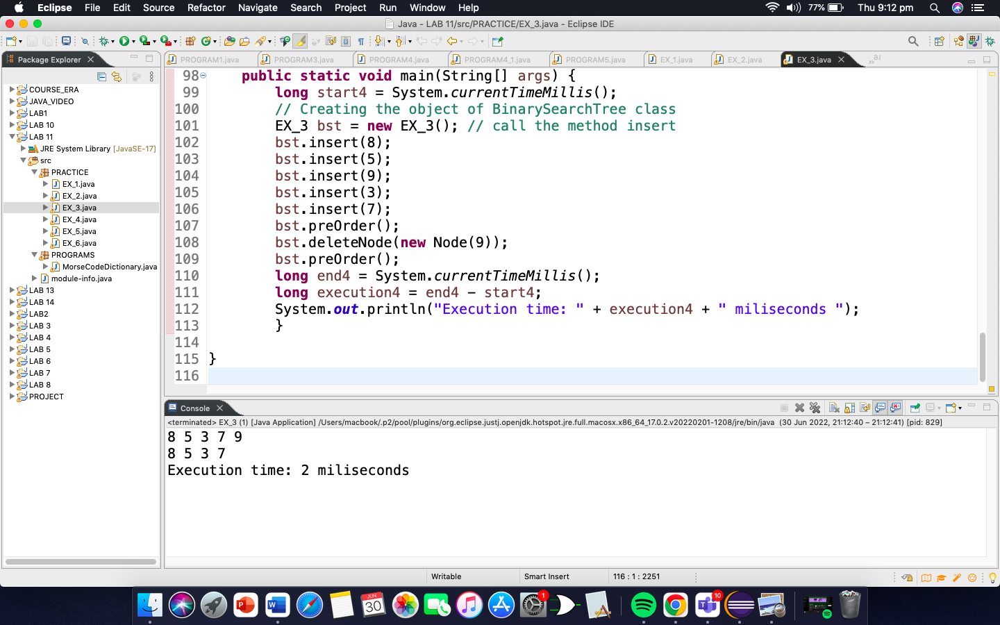 Eclipse File Edit Source Refactor Navigate Search Project Run Window Help 77% Thu 9:12 pm
Java - LAB 11/src/PRACTICE/EX_3.java - Eclipse IDE
Package Explorer
PROGRAM1.java PROGRAM3.java PROGRAM4.java PROGRAM4_1.java PROGRAM5.java EX_1.java EX_2.java EX_3.java
COURSE_ERA
JAVA_VIDEO
LAB1
LAB 10
LAB 11
JRE System Library [JavaSE-17]
src
PRACTICE
EX_1.java
EX_2.java
EX_3.java
EX_4.java
EX_5.java
EX_6.java
PROGRAMS
MorseCodeDictionary.java
module-info.java
LAB 13
LAB 14
LAB2
LAB 3
LAB 4
LAB 5
LAB 6
LAB 7
LAB 8
PROJECT
98 public static void main(String[] args) {
99 long start4 = System.currentTimeMillis();
100 // Creating the object of BinarySearchTree class
101 EX_3 bst = new EX_3(); // call the method insert
102 bst.insert(8);
103 bst.insert(5);
104 bst.insert(9);
105 bst.insert(3);
106 bst.insert(7);
107 bst.preOrder();
108 bst.deleteNode(new Node(9));
109 bst.preOrder();
110 long end4 = System.currentTimeMillis();
111 long execution4 = end4 - start4;
112 System.out.println("Execution time: " + execution4 + " miliseconds ");
113 }
114
115 }
116
Console
<terminated> EX_3 (1) [Java Application] /Users/macbook/.p2/pool/plugins/org.eclipse.justj.openjdk.hotspot.jre.full.macosx.x86_64_17.0.2.v20220201-1208/jre/bin/java (30 Jun 2022, 21:12:40 – 21:12:41) [pid: 829]
8 5 3 7 9
8 5 3 7
Execution time: 2 miliseconds
Writable Smart Insert 116 : 1 : 2251
JUN
30
1
10